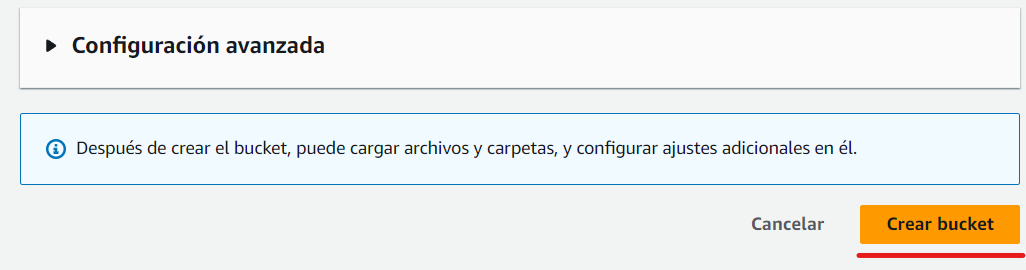 Configuración avanzada
Después de crear el bucket, puede cargar archivos y carpetas, y configurar ajustes adicionales en él.
Cancelar
Crear bucket